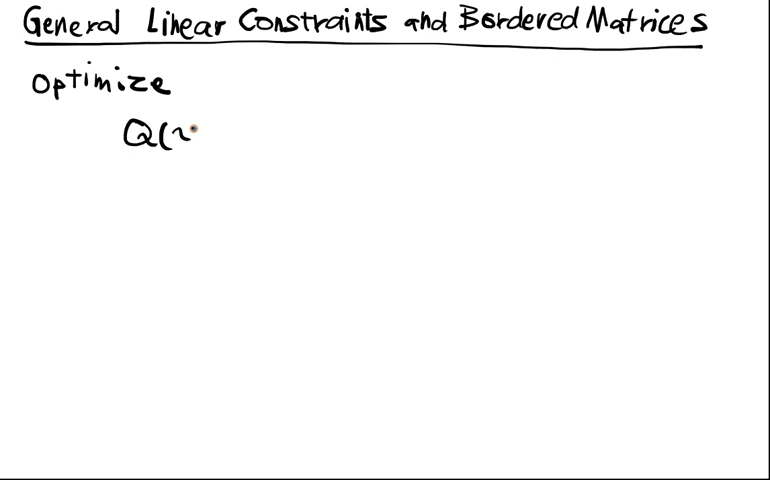 General Linear Constraints and Bordered Matrices
Optimize
Q(